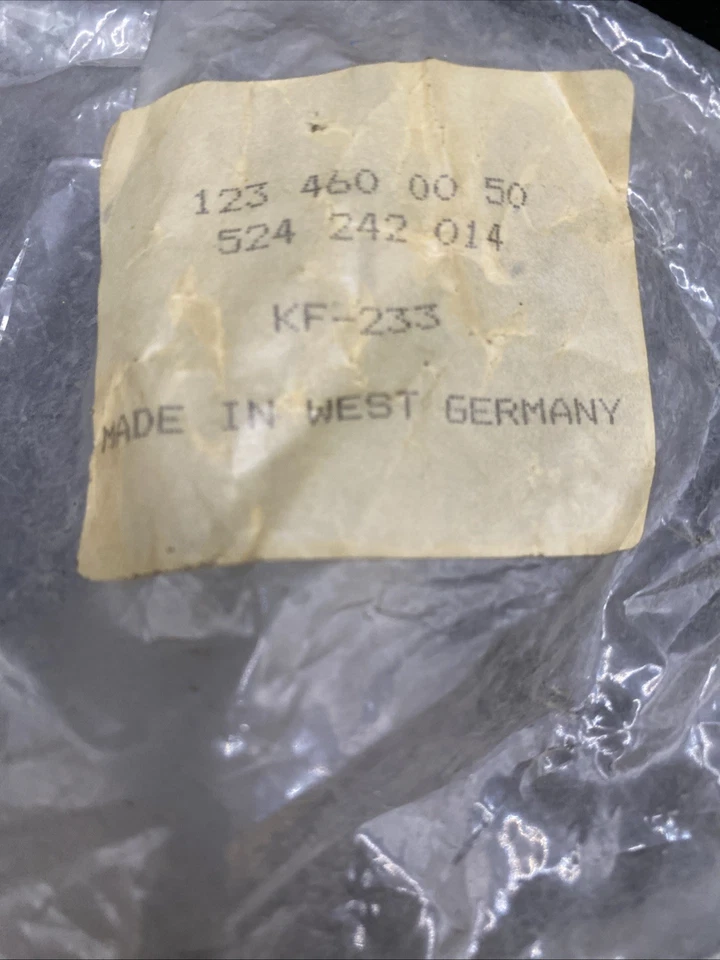 123 460 00 50
524 242 014
KF-233
MADE IN WEST GERMANY